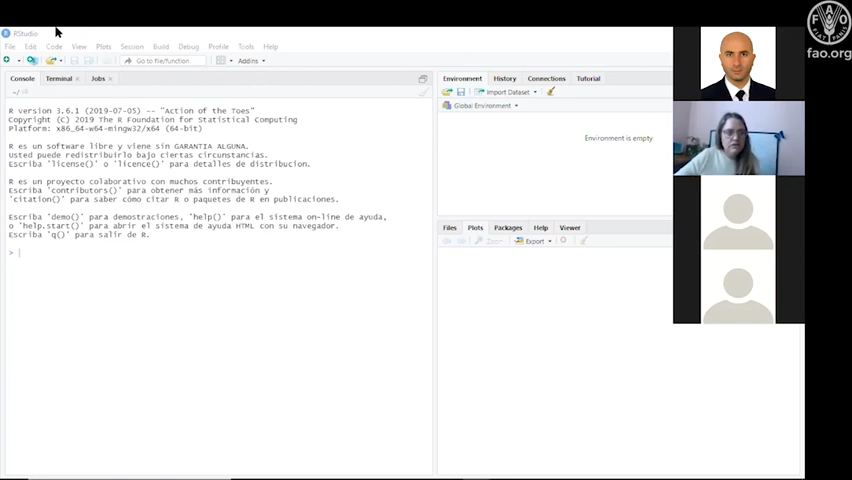 RStudio
File Edit Code View Plots Session Build Debug Profile Tools Help
Go to file/function Addins
Console Terminal Jobs
~/
R version 3.6.1 (2019-07-05) -- "Action of the Toes"
Copyright (C) 2019 The R Foundation for Statistical Computing
Platform: x86_64-w64-mingw32/x64 (64-bit)
R es un software libre y viene sin GARANTIA ALGUNA.
Usted puede redistribuirlo bajo ciertas circunstancias.
Escriba 'license()' o 'licence()' para detalles de distribucion.
R es un proyecto colaborativo con muchos contribuyentes.
Escriba 'contributors()' para obtener más información y
'citation()' para saber cómo citar R o paquetes de R en publicaciones.
Escriba 'demo()' para demostraciones, 'help()' para el sistema on-line de ayuda,
o 'help.start()' para abrir el sistema de ayuda HTML con su navegador.
Escriba 'q()' para salir de R.
>
Environment History Connections Tutorial
Import Dataset
Global Environment
Environment is empty
Files Plots Packages Help Viewer
Zoom Export
FAO
FIAT PANIS
fao.org